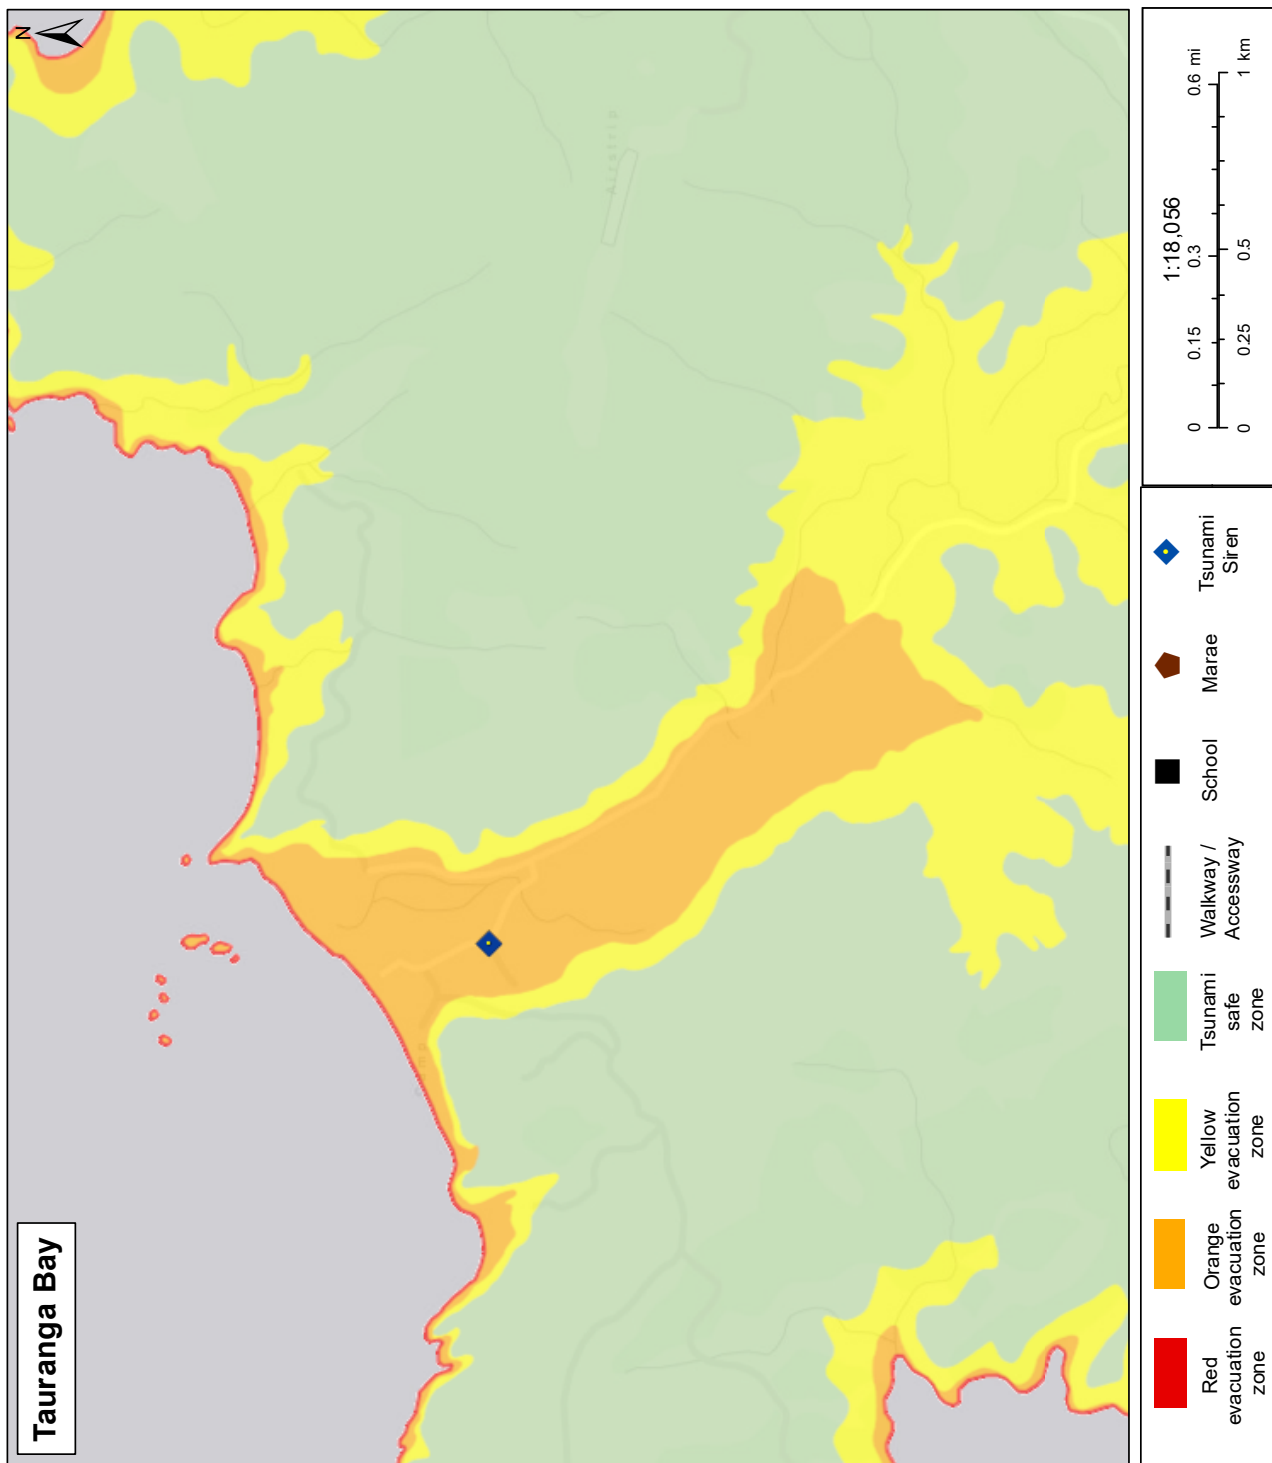 Tauranga Bay
N
Airstrip
Camp
Red
evacuation
zone
Orange
evacuation
zone
Yellow
evacuation
zone
Tsunami
safe
zone
Walkway /
Accessway
School
Marae
Tsunami
Siren
1:18,056
0 0.15 0.3 0.6 mi
0 0.25 0.5 1 km